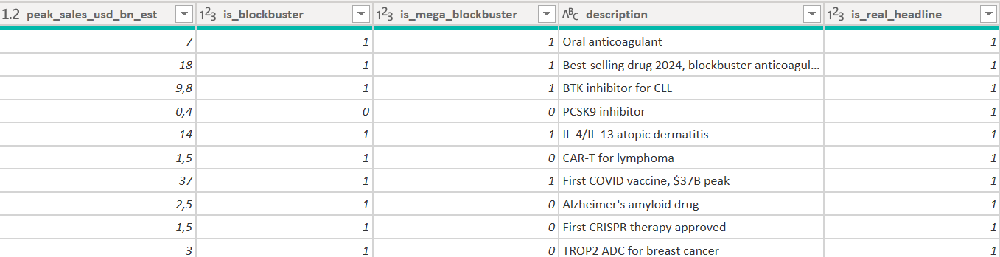 1.2 peak_sales_usd_bn_est 123 is_blockbuster 123 is_mega_blockbuster ABC description 123 is_real_headline
7 1 1 Oral anticoagulant 1
18 1 1 Best-selling drug 2024, blockbuster anticoagul... 1
9,8 1 1 BTK inhibitor for CLL 1
0,4 0 0 PCSK9 inhibitor 1
14 1 1 IL-4/IL-13 atopic dermatitis 1
1,5 1 0 CAR-T for lymphoma 1
37 1 1 First COVID vaccine, $37B peak 1
2,5 1 0 Alzheimer's amyloid drug 1
1,5 1 0 First CRISPR therapy approved 1
3 1 0 TROP2 ADC for breast cancer 1